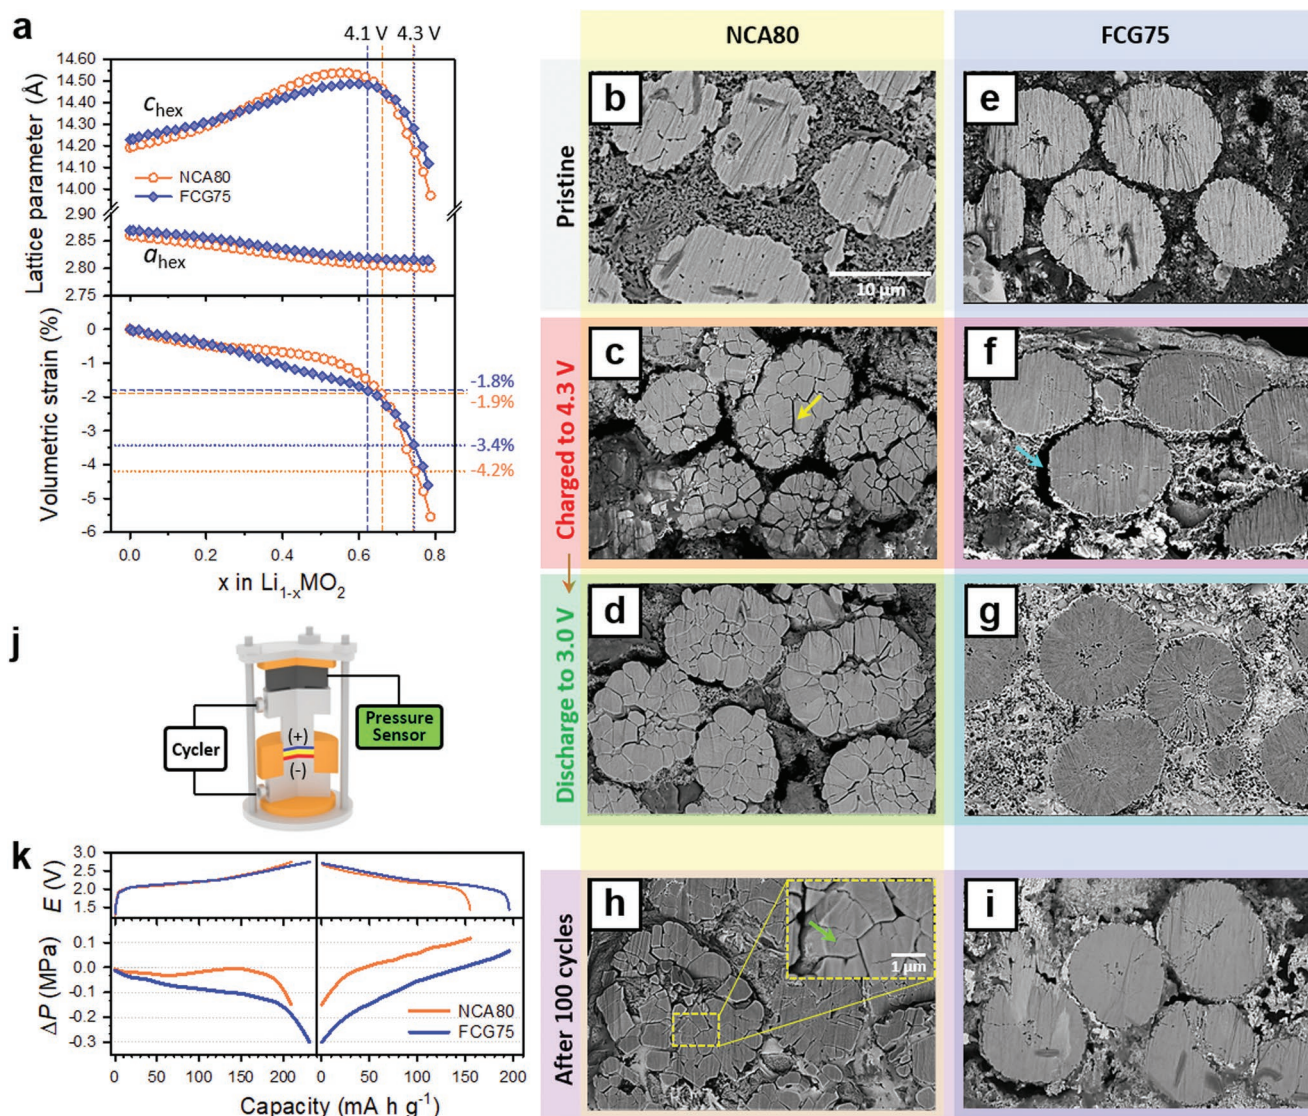 a
4.1 V
4.3 V
14.60
14.40
14.30
14.20
14.10
14.00
2.90
2.85
2.80
2.75
Lattice parameter (Å)
chex
NCA80
FCG75
ahex
0
-1
-2
-3
-4
-5
-6
Volumetric strain (%)
-1.8%
-1.9%
-3.4%
-4.2%
0.0
0.2
0.4
0.6
0.8
x in Li1-xMO2
j
Cycler
(+)
(-)
Pressure
Sensor
k
3.0
2.5
2.0
1.5
E (V)
0.1
0.0
-0.1
-0.2
-0.3
ΔP (MPa)
NCA80
FCG75
0 50 100 150 200 0 50 100 150 200
Capacity (mA h g-1)
NCA80
FCG75
Pristine
b
10 μm
e
Charged to 4.3 V
c
f
Discharge to 3.0 V
d
g
After 100 cycles
h
1 μm
i